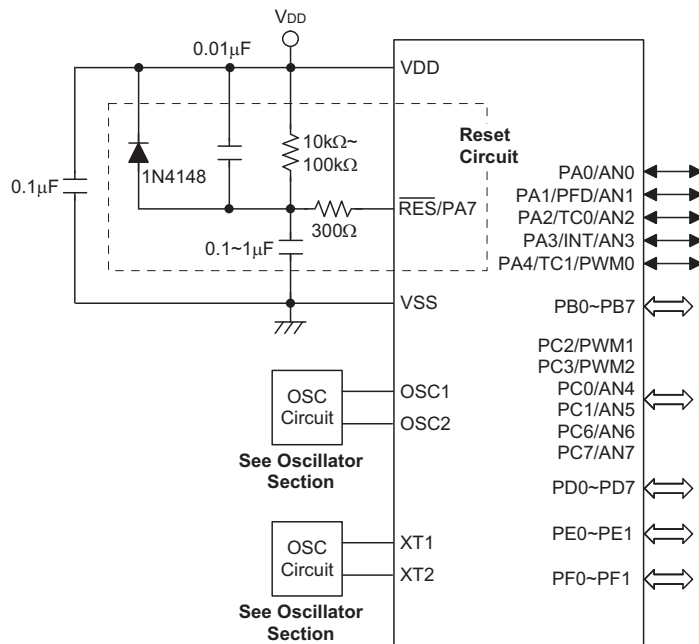 VDD
0.01μF
VDD
10kΩ~
100kΩ
Reset
Circuit
1N4148
0.1μF
RES/PA7
300Ω
0.1~1μF
VSS
OSC
Circuit
OSC1
OSC2
See Oscillator
Section
OSC
Circuit
XT1
XT2
See Oscillator
Section
PA0/AN0
PA1/PFD/AN1
PA2/TC0/AN2
PA3/INT/AN3
PA4/TC1/PWM0
PB0~PB7
PC2/PWM1
PC3/PWM2
PC0/AN4
PC1/AN5
PC6/AN6
PC7/AN7
PD0~PD7
PE0~PE1
PF0~PF1